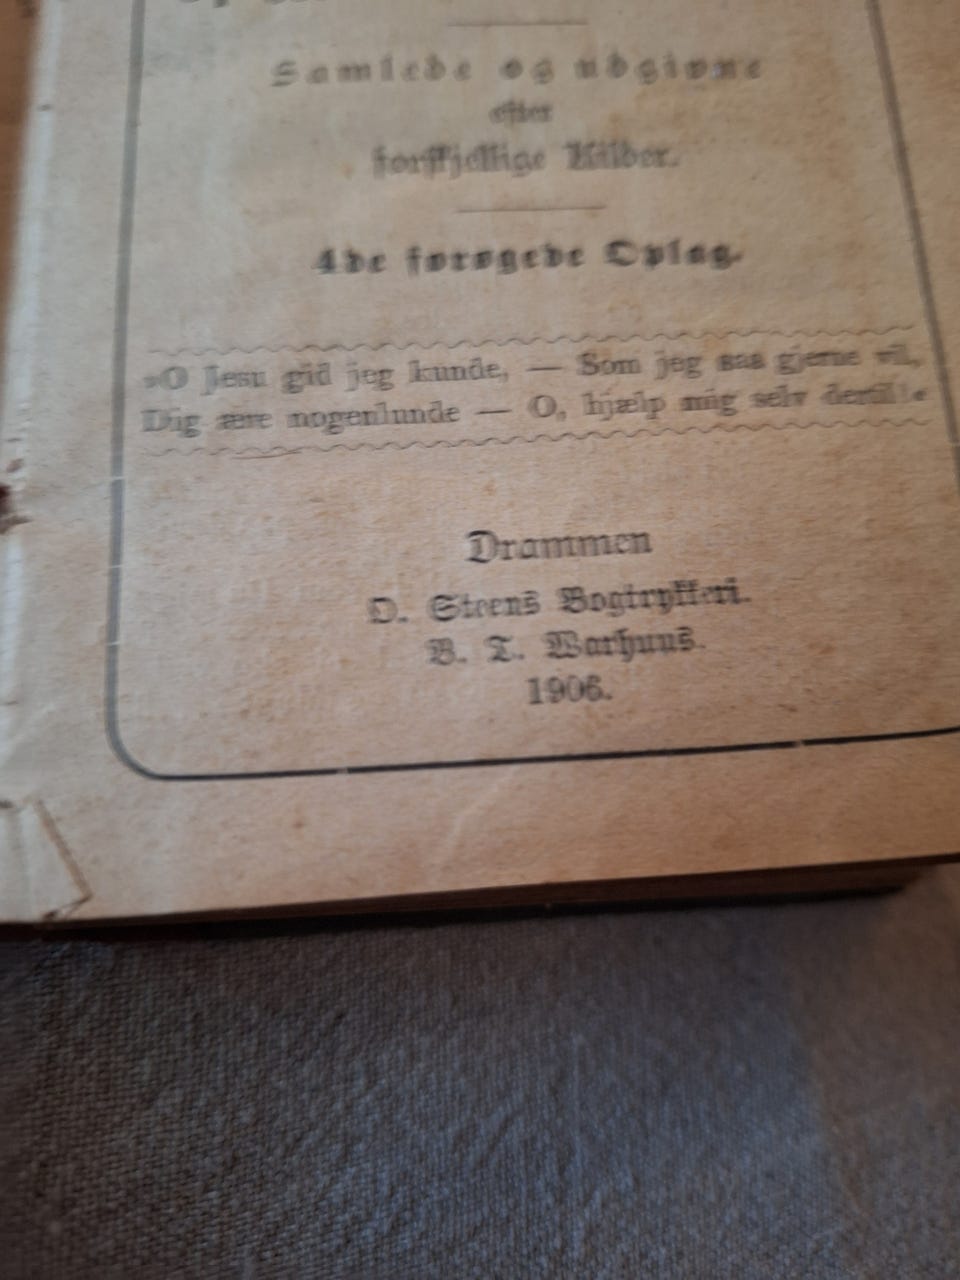 Samlede og udgivne
efter
forskjellige Kilder.
4de forøgede Oplag.
»O Jesu gid jeg kunde, — Som jeg saa gjerne vil,
Dig ære nogenlunde — O, hjælp mig selv dertil!«
Drammen
O. Steens Bogtrykkeri.
B. T. Warhuus.
1906.